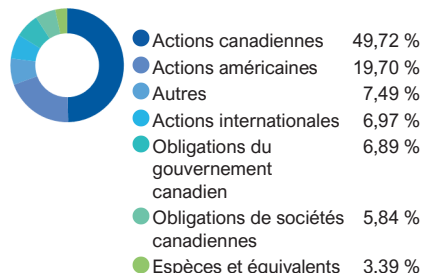 Actions canadiennes 49,72 %
Actions américaines 19,70 %
Autres 7,49 %
Actions internationales 6,97 %
Obligations du 6,89 %
gouvernement
canadien
Obligations de sociétés 5,84 %
canadiennes
Espèces et équivalents 3,39 %